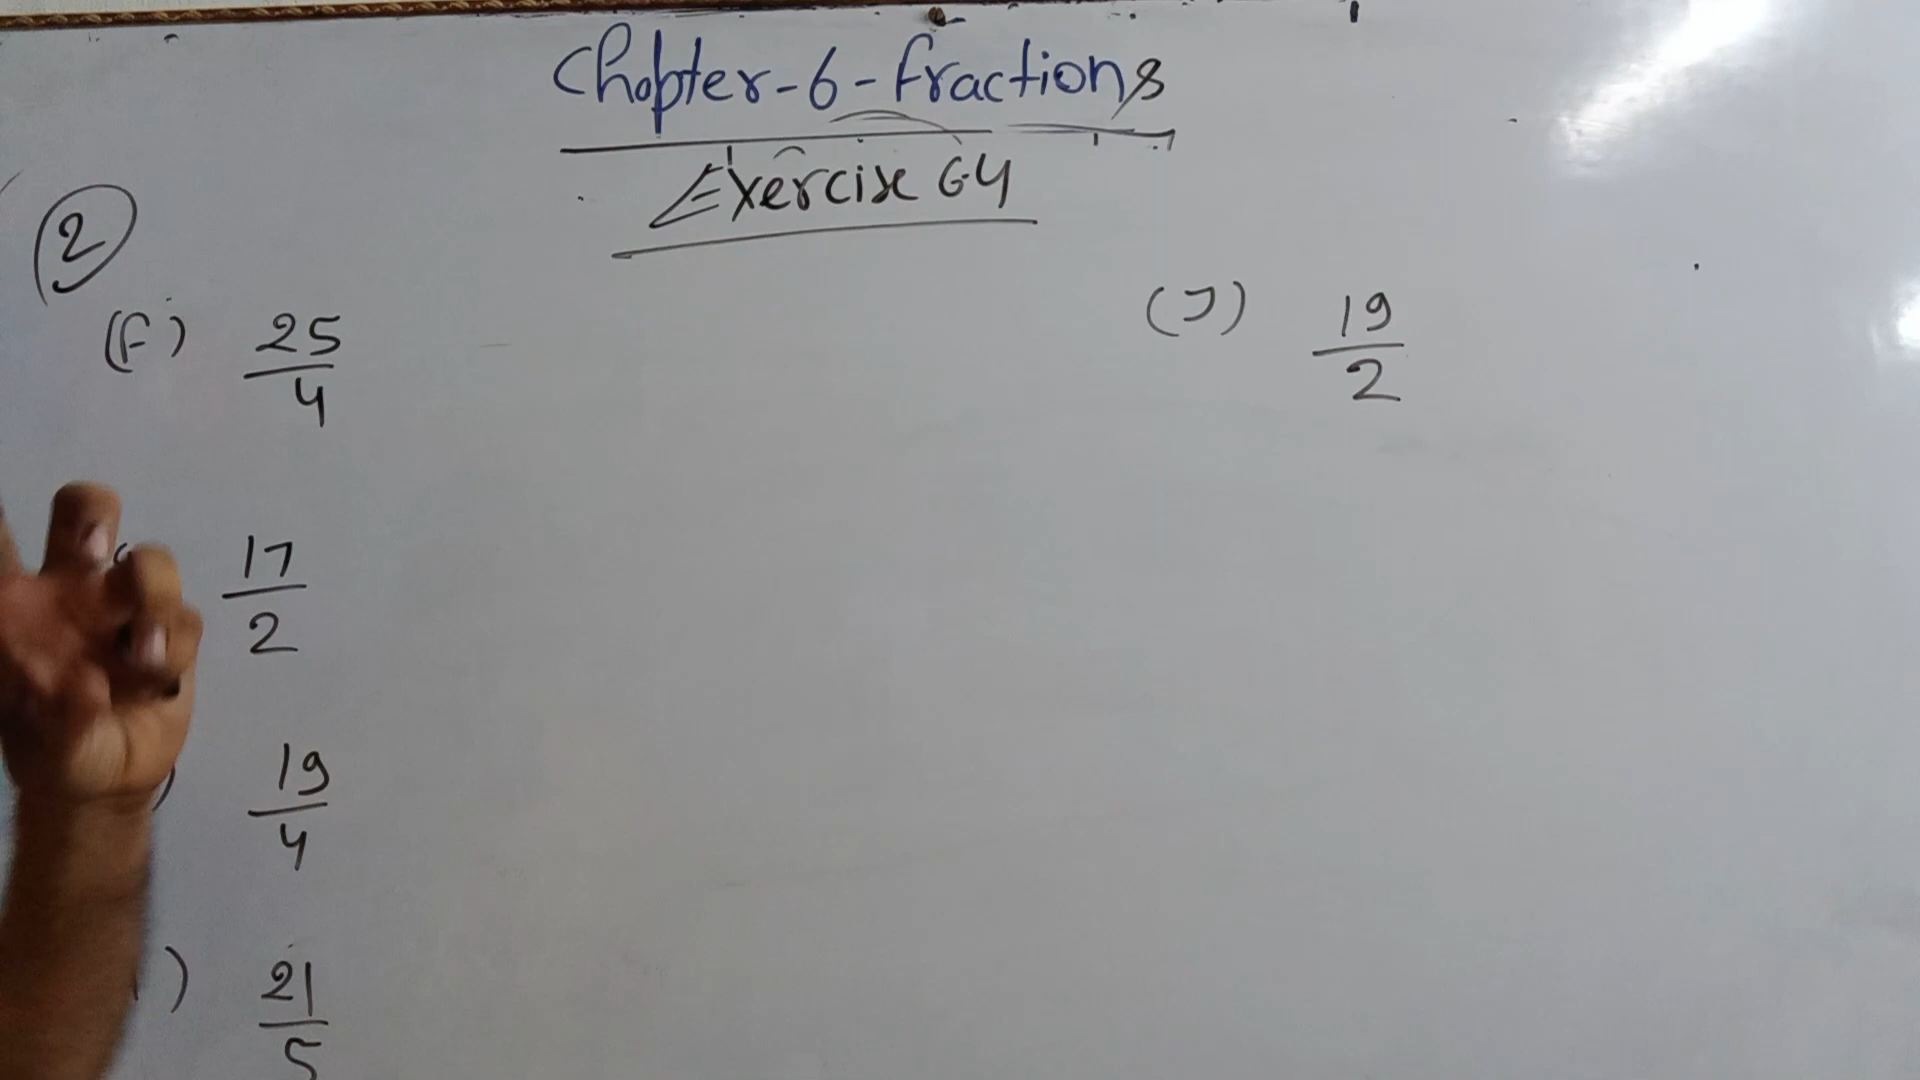 Chapter-6-fractions
Exercise 6.4
2
(F) 25/4
17/2
19/4
21/5
(J) 19/2